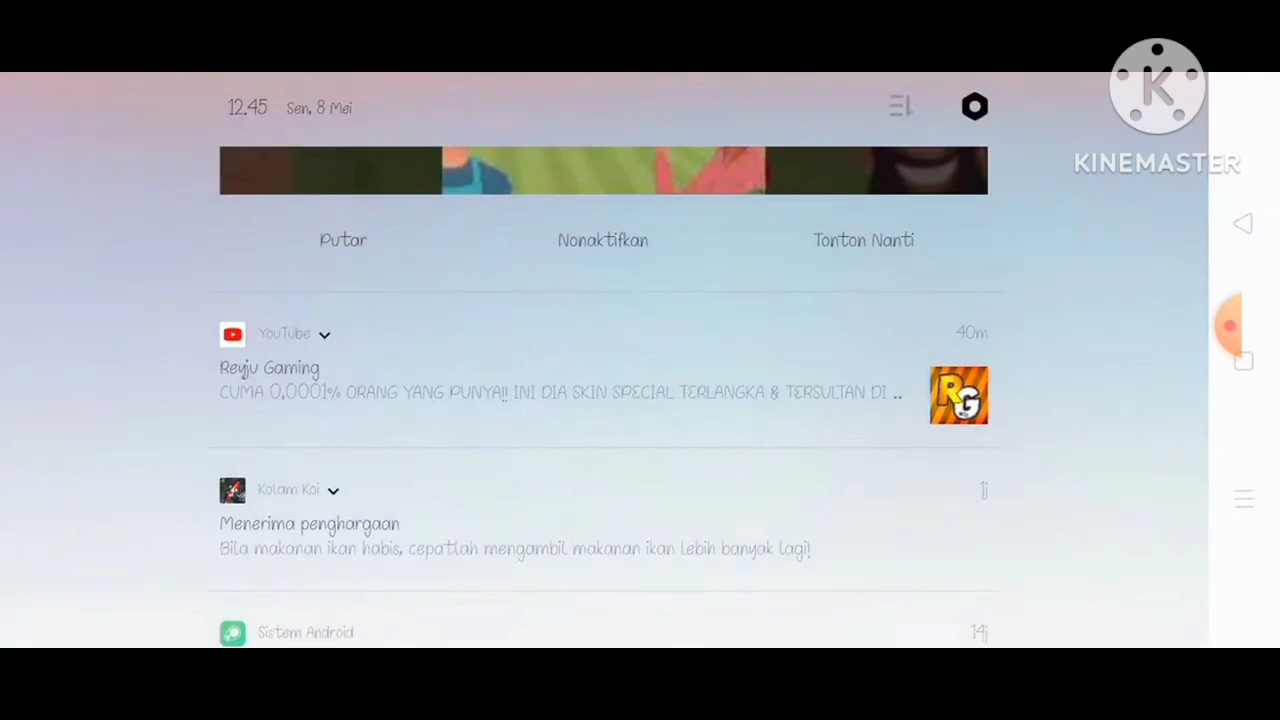 12.45 Sen, 8 Mei
K
KINEMASTER
Putar Nonaktifkan Tonton Nanti
YouTube 40m
Reyju Gaming
CUMA 0,0001% ORANG YANG PUNYA!! INI DIA SKIN SPECIAL TERLANGKA & TERSULTAN DI ..
RG
Kolam Koi 1j
Menerima penghargaan
Bila makanan ikan habis, cepatlah mengambil makanan ikan lebih banyak lagi!
Sistem Android 14j